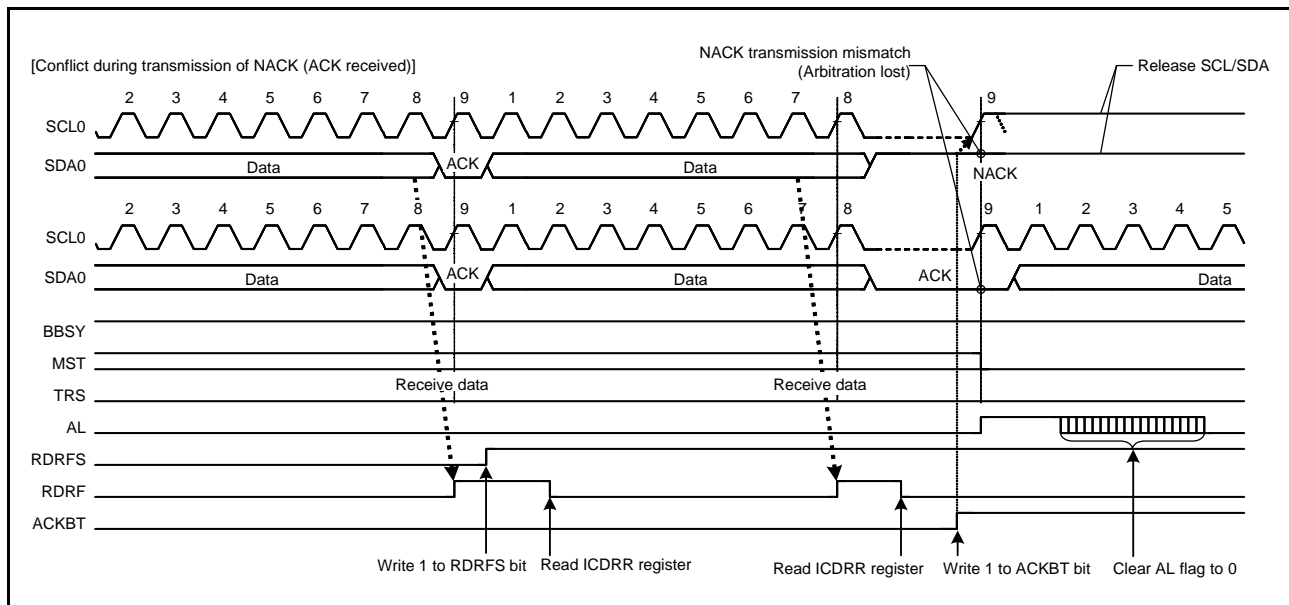 [Conflict during transmission of NACK (ACK received)]
NACK transmission mismatch
(Arbitration lost)
Release SCL/SDA
2 3 4 5 6 7 8 9 1 2 3 4 5 6 7 8 9
SCL0
SDA0 Data ACK Data NACK
2 3 4 5 6 7 8 9 1 2 3 4 5 6 7 8 9 1 2 3 4 5
SCL0
SDA0 Data ACK Data ACK Data
BBSY
MST
Receive data Receive data
TRS
AL
RDRFS
RDRF
ACKBT
Write 1 to RDRFS bit Read ICDRR register Read ICDRR register Write 1 to ACKBT bit Clear AL flag to 0